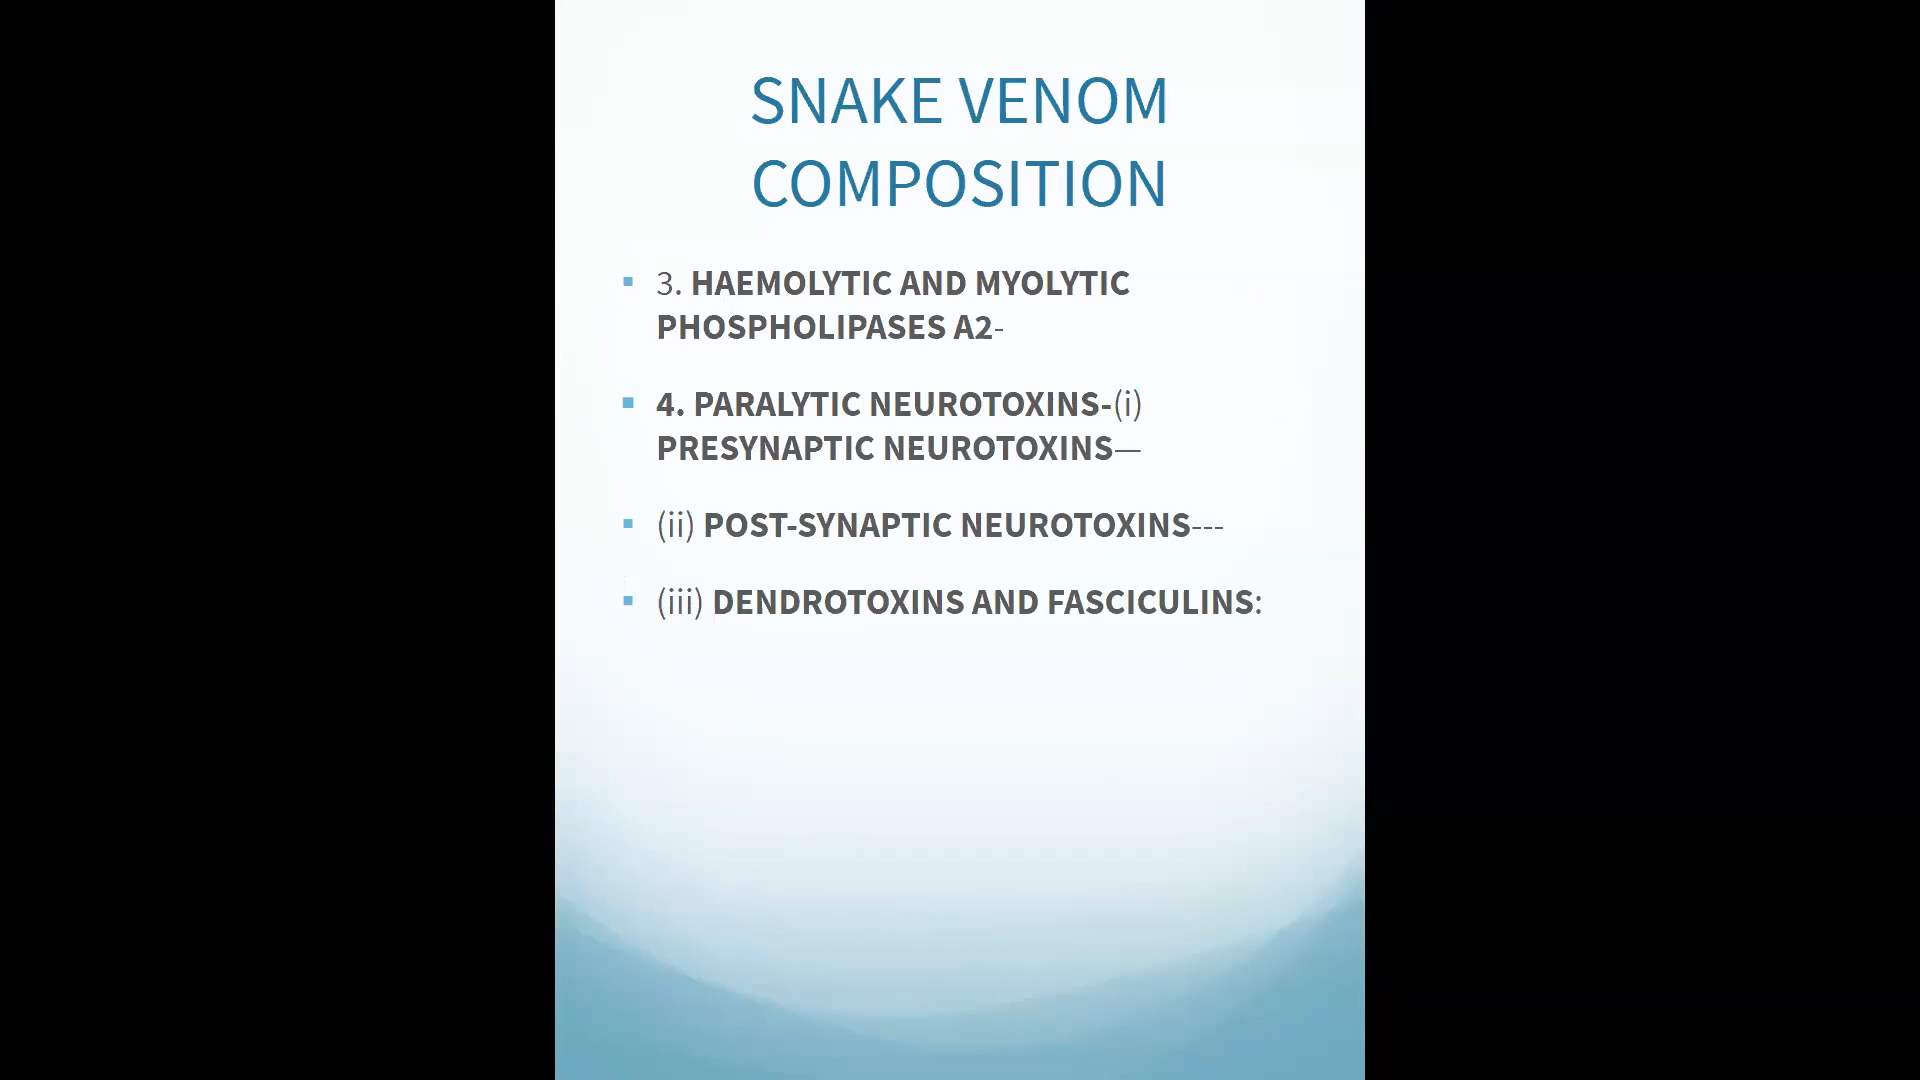 SNAKE VENOM
COMPOSITION
▪ 3. HAEMOLYTIC AND MYOLYTIC
PHOSPHOLIPASES A2-
▪ 4. PARALYTIC NEUROTOXINS-(i)
PRESYNAPTIC NEUROTOXINS—
▪ (ii) POST-SYNAPTIC NEUROTOXINS---
▪ (iii) DENDROTOXINS AND FASCICULINS: